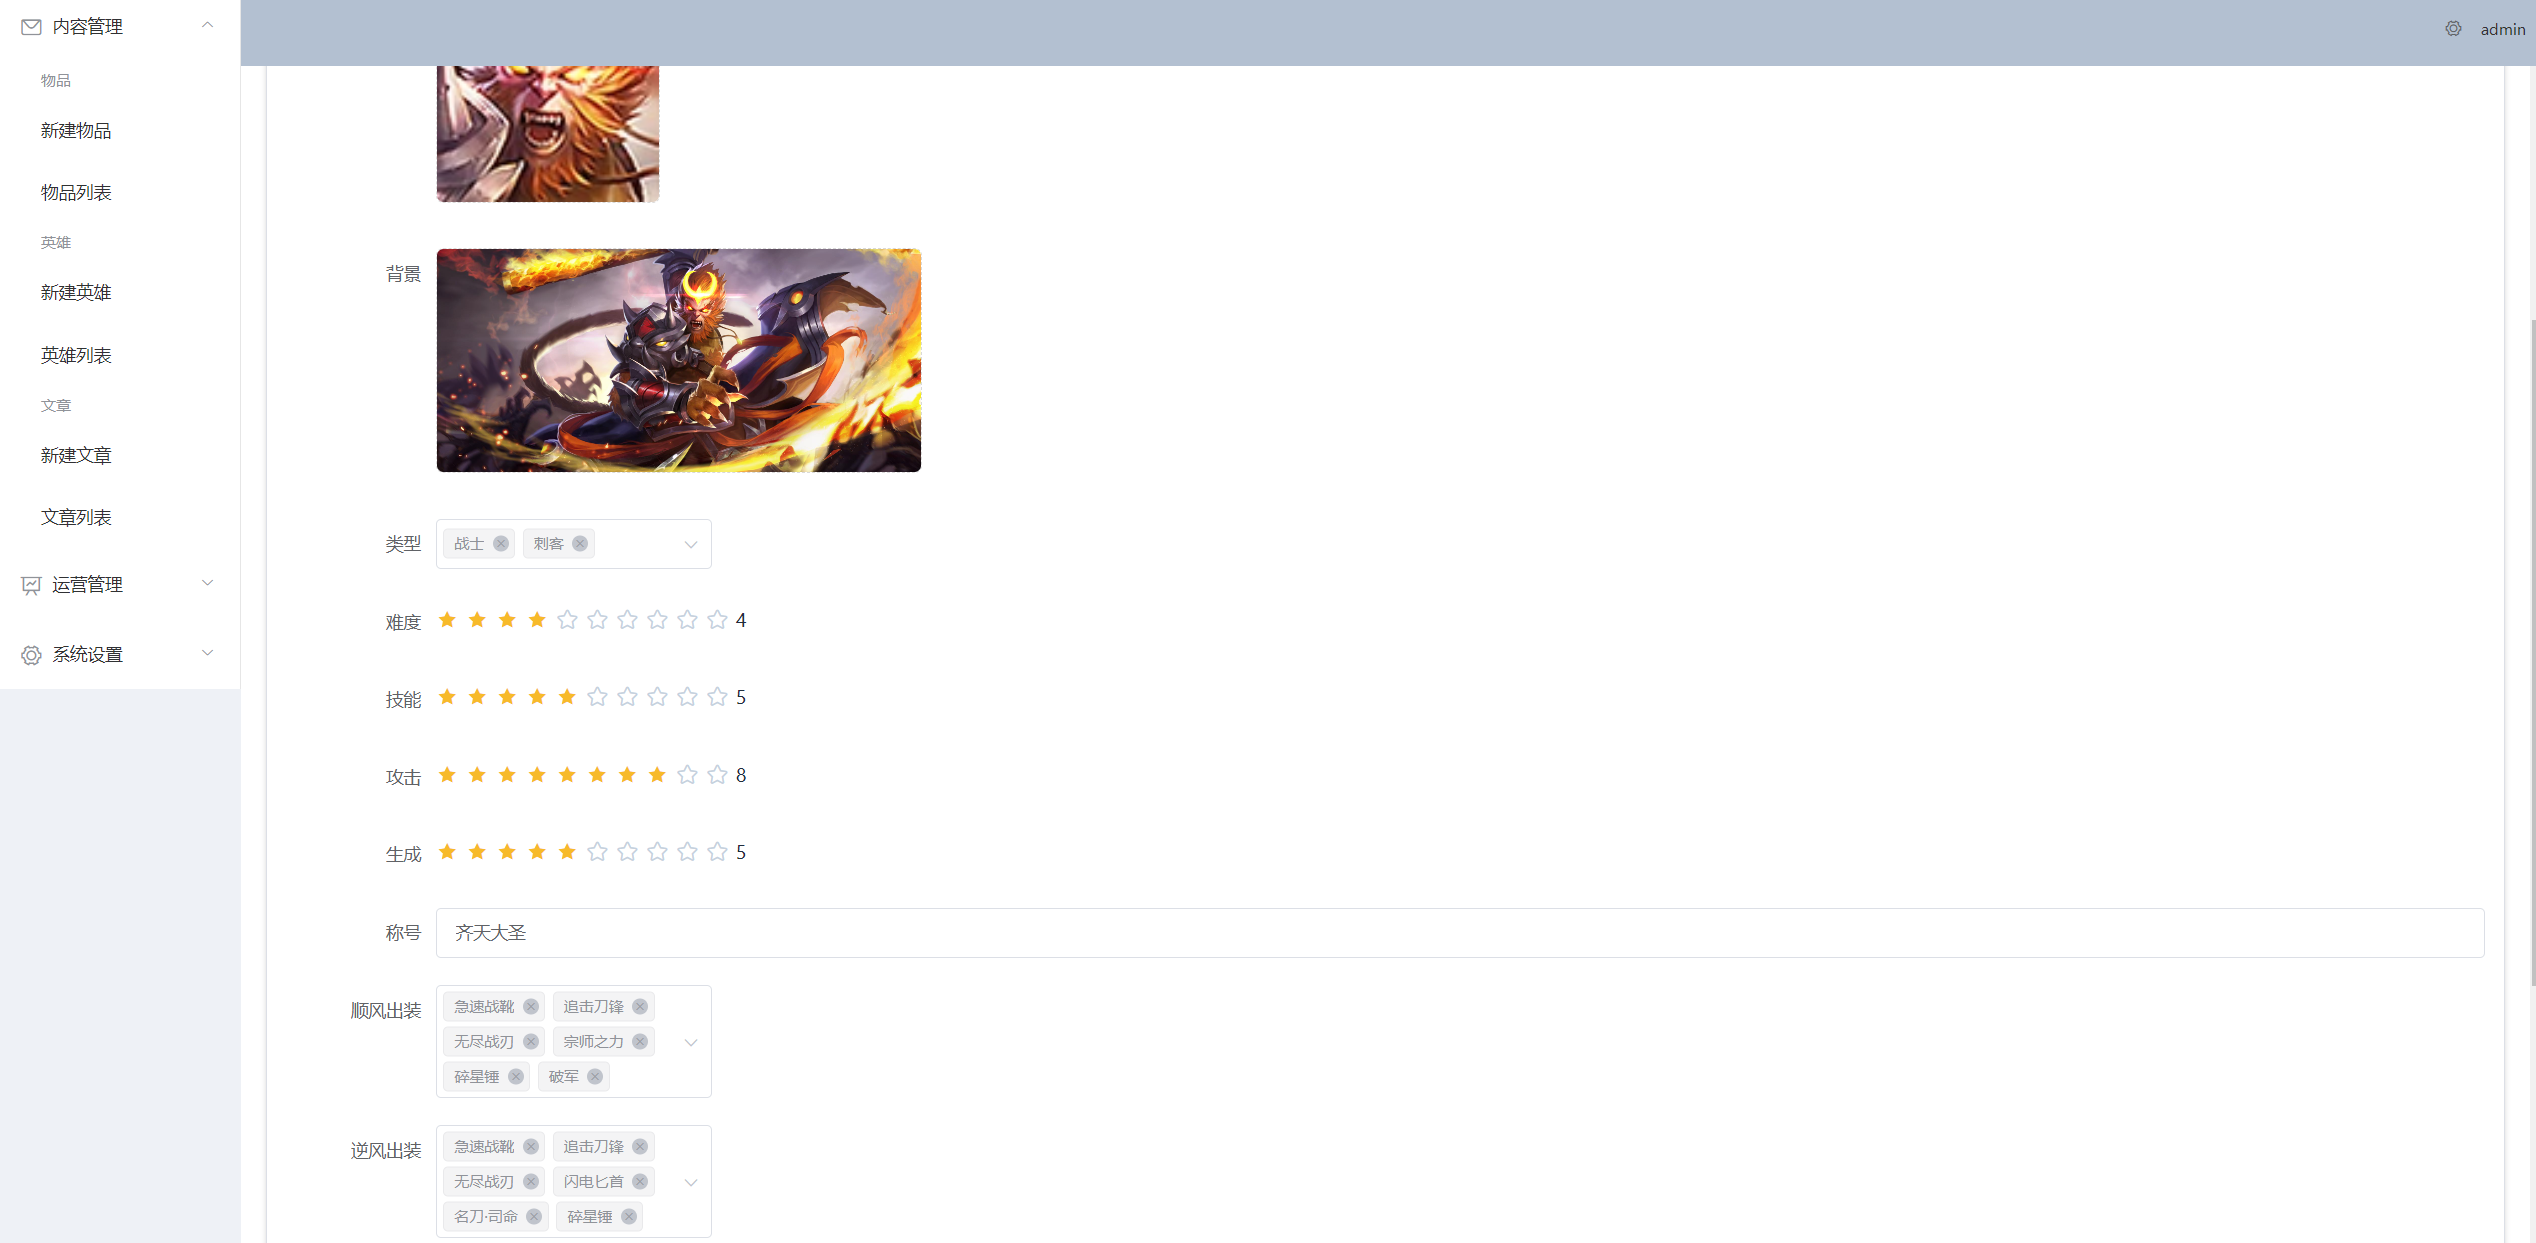 内容管理
物品
新建物品
物品列表
英雄
新建英雄
英雄列表
文章
新建文章
文章列表
运营管理
系统设置
admin
背景
类型 战士 刺客
难度 4
技能 5
攻击 8
生成 5
称号 齐天大圣
顺风出装 急速战靴 追击刀锋
无尽战刃 宗师之力
碎星锤 破军
逆风出装 急速战靴 追击刀锋
无尽战刃 闪电匕首
名刀·司命 碎星锤